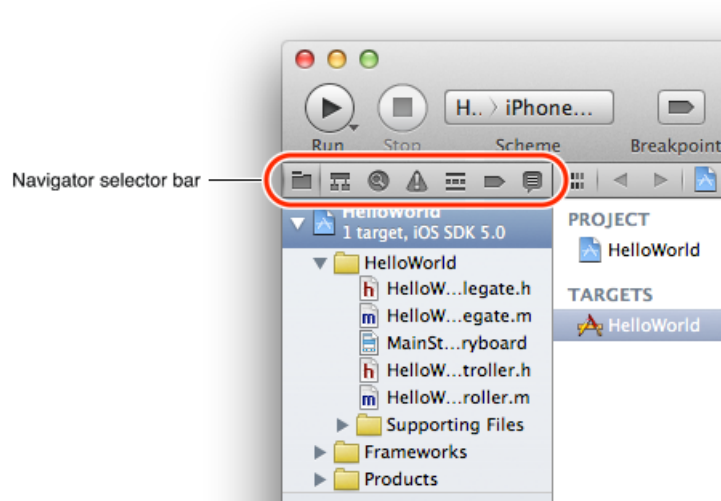 H.. 〉 iPhone...
Run Stop Scheme Breakpoint
Navigator selector bar
HelloWorld
1 target, iOS SDK 5.0
HelloWorld
h HelloW...legate.h
m HelloW...egate.m
MainSt...ryboard
h HelloW...troller.h
m HelloW...roller.m
Supporting Files
Frameworks
Products
PROJECT
HelloWorld
TARGETS
HelloWorld